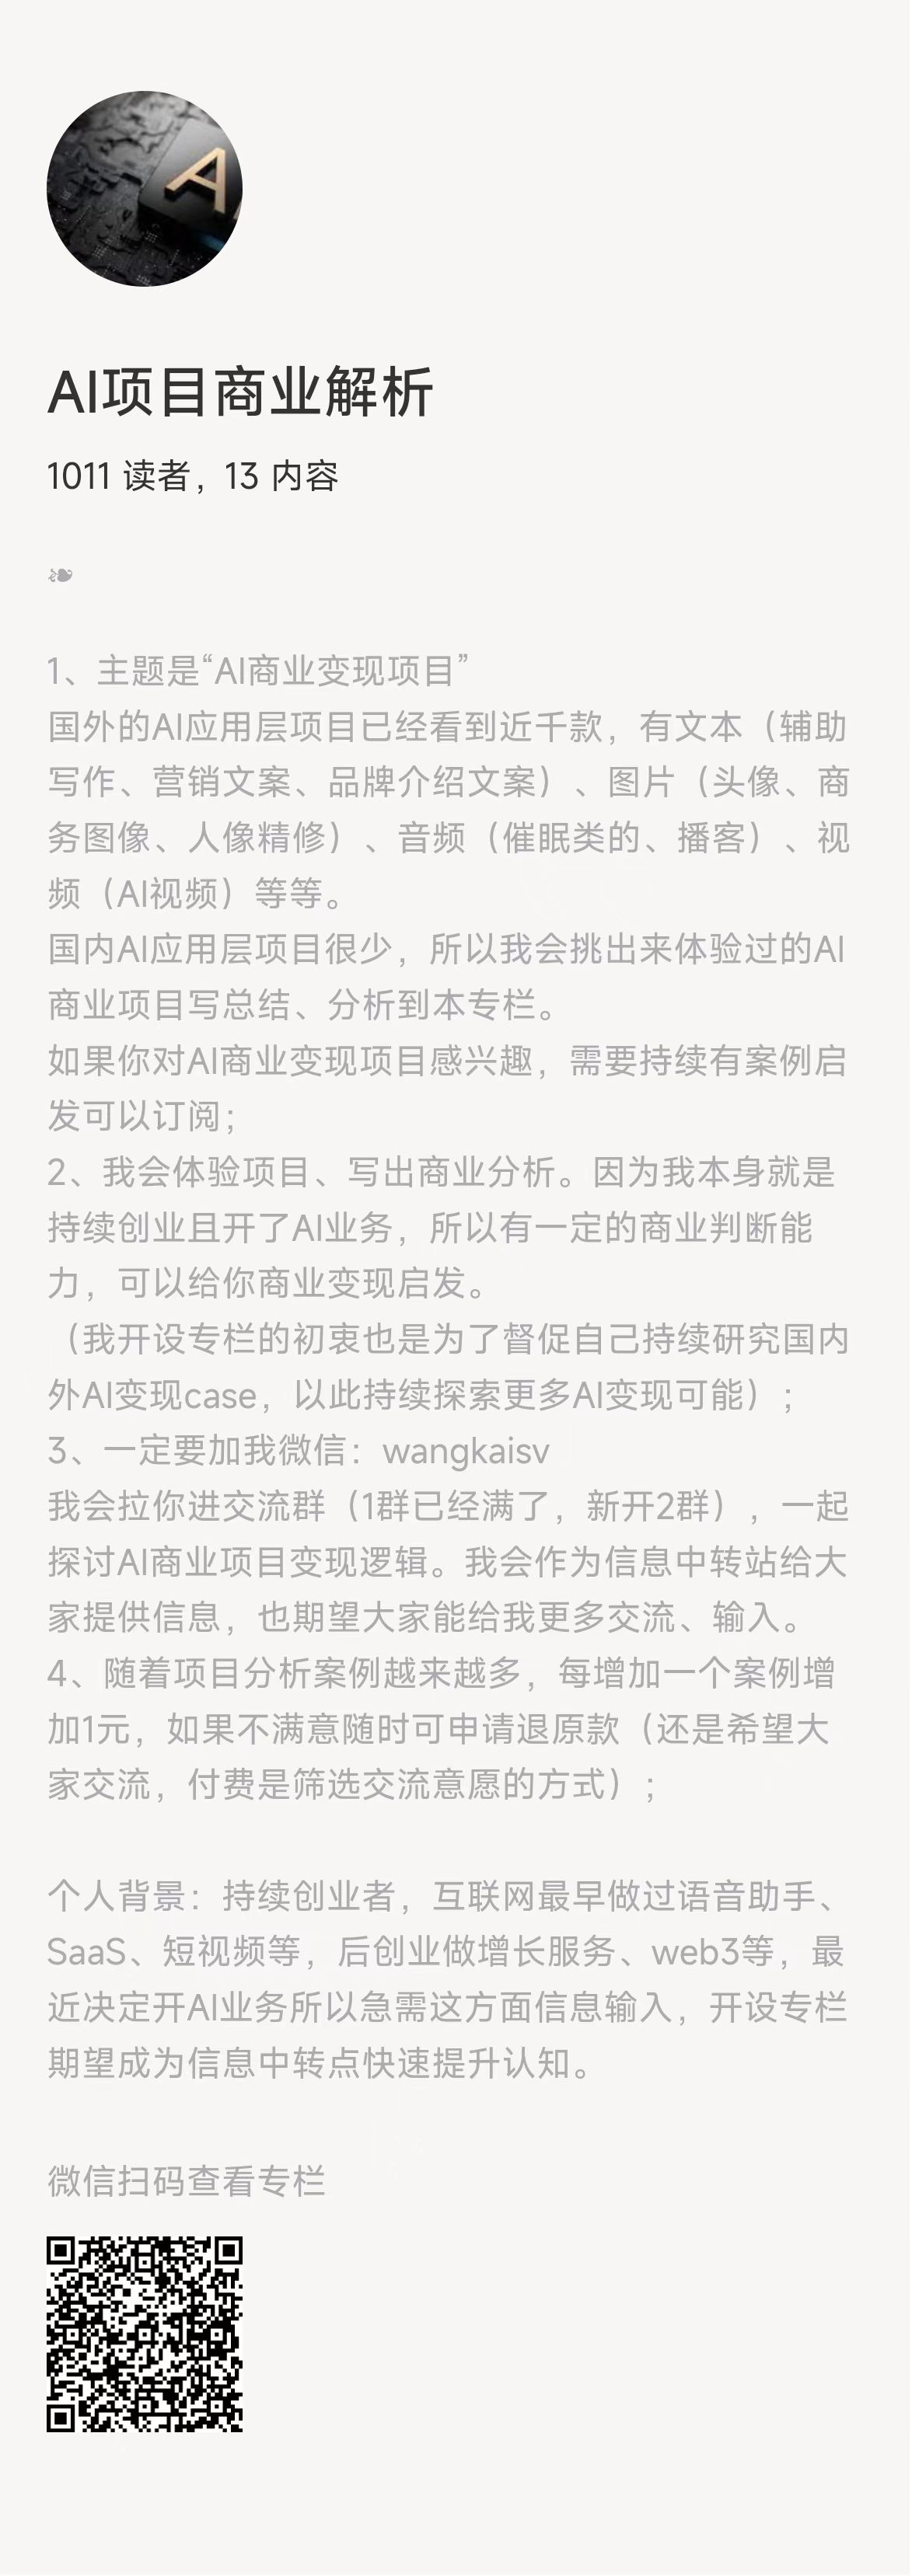 A
AI项目商业解析
1011 读者，13 内容
❧
1、主题是“AI商业变现项目”
国外的AI应用层项目已经看到近千款，有文本（辅助
写作、营销文案、品牌介绍文案）、图片（头像、商
务图像、人像精修）、音频（催眠类的、播客）、视
频（AI视频）等等。
国内AI应用层项目很少，所以我会挑出来体验过的AI
商业项目写总结、分析到本专栏。
如果你对AI商业变现项目感兴趣，需要持续有案例启
发可以订阅；
2、我会体验项目、写出商业分析。因为我本身就是
持续创业且开了AI业务，所以有一定的商业判断能
力，可以给你商业变现启发。
（我开设专栏的初衷也是为了督促自己持续研究国内
外AI变现case，以此持续探索更多AI变现可能）；
3、一定要加我微信：wangkaisv
我会拉你进交流群（1群已经满了，新开2群），一起
探讨AI商业项目变现逻辑。我会作为信息中转站给大
家提供信息，也期望大家能给我更多交流、输入。
4、随着项目分析案例越来越多，每增加一个案例增
加1元，如果不满意随时可申请退原款（还是希望大
家交流，付费是筛选交流意愿的方式）；
个人背景：持续创业者，互联网最早做过语音助手、
SaaS、短视频等，后创业做增长服务、web3等，最
近决定开AI业务所以急需这方面信息输入，开设专栏
期望成为信息中转点快速提升认知。
微信扫码查看专栏